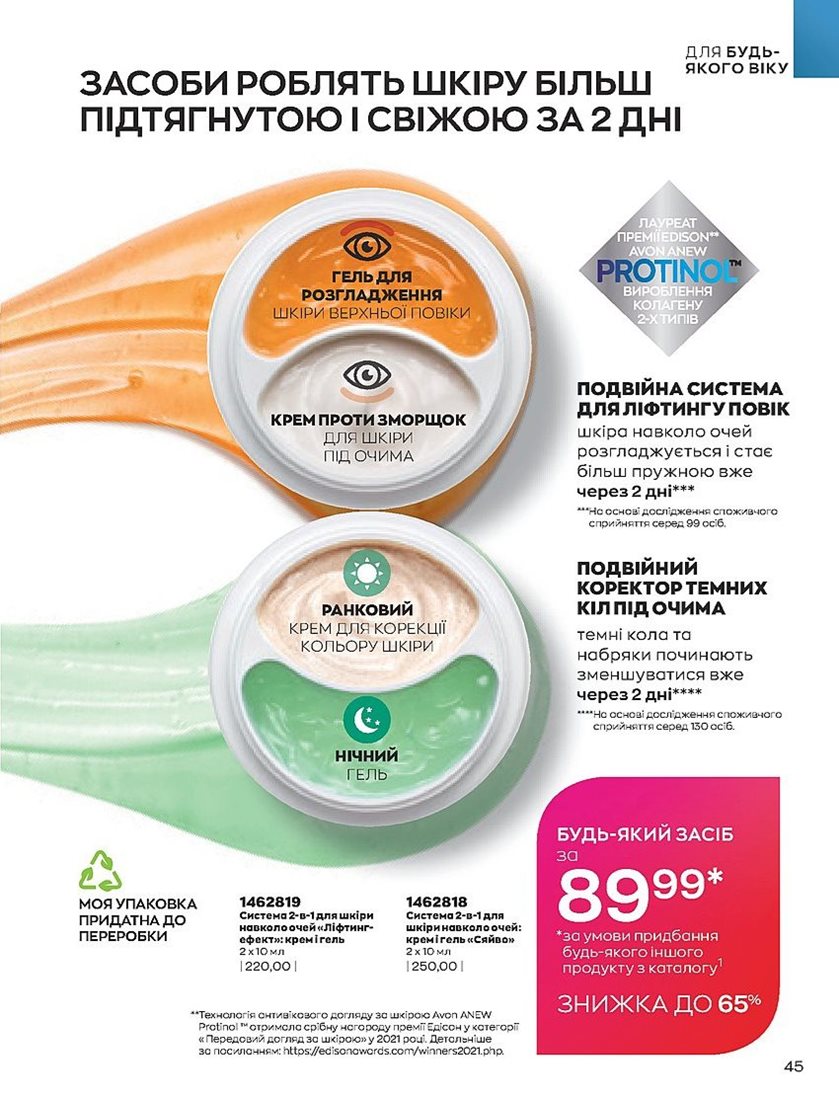 ДЛЯ БУДЬ-
ЯКОГО ВІКУ
ЗАСОБИ РОБЛЯТЬ ШКІРУ БІЛЬШ
ПІДТЯГНУТОЮ І СВІЖОЮ ЗА 2 ДНІ
ЛАУРЕАТ
ПРЕМІЇ EDISON**
AVON ANEW
PROTINOL™
ВИРОБЛЕННЯ
КОЛАГЕНУ
2-Х ТИПІВ
ГЕЛЬ ДЛЯ
РОЗГЛАДЖЕННЯ
ШКІРИ ВЕРХНЬОЇ ПОВІКИ
КРЕМ ПРОТИ ЗМОРЩОК
ДЛЯ ШКІРИ
ПІД ОЧИМА
ПОДВІЙНА СИСТЕМА
ДЛЯ ЛІФТИНГУ ПОВІК
шкіра навколо очей
розгладжується і стає
більш пружною вже
через 2 дні***
***На основі дослідження споживчого
сприйняття серед 99 осіб.
РАНКОВИЙ
КРЕМ ДЛЯ КОРЕКЦІЇ
КОЛЬОРУ ШКІРИ
НІЧНИЙ
ГЕЛЬ
ПОДВІЙНИЙ
КОРЕКТОР ТЕМНИХ
КІЛ ПІД ОЧИМА
темні кола та
набряки починають
зменшуватися вже
через 2 дні****
****На основі дослідження споживчого
сприйняття серед 130 осіб.
МОЯ УПАКОВКА
ПРИДАТНА ДО
ПЕРЕРОБКИ
1462819
Система 2-в-1 для шкіри
навколо очей «Ліфтинг-
ефект»: крем і гель
2 х 10 мл
|220,00|
1462818
Система 2-в-1 для
шкіри навколо очей:
крем і гель «Сяйво»
2 х 10 мл
|250,00|
БУДЬ-ЯКИЙ ЗАСІБ
за
89⁹⁹*
*за умови придбання
будь-якого іншого
продукту з каталогу¹
ЗНИЖКА ДО 65%
**Технологія антивікового догляду за шкірою Avon ANEW
Protinol ™ отримала срібну нагороду премії Едісон у категорії
«Передовий догляд за шкірою» у 2021 році. Детальніше
за посиланням: https://edisonawards.com/winners2021.php.
45